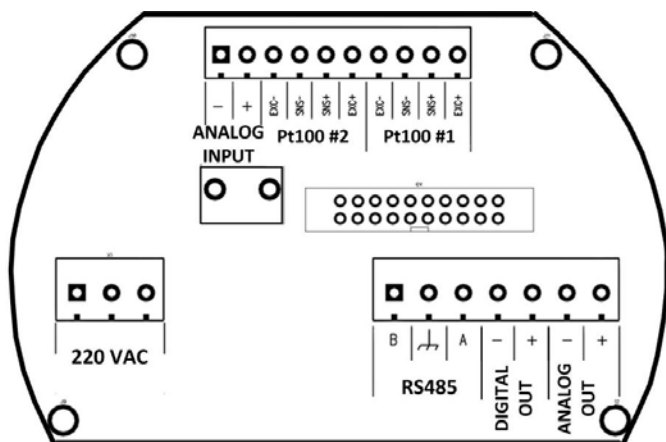 − + EXC- SNS- SNS+ EXC+ EXC- SNS- SNS+ EXC+
ANALOG
INPUT
Pt100 #2
Pt100 #1
220 VAC
B A − + − +
RS485
DIGITAL
OUT
ANALOG
OUT